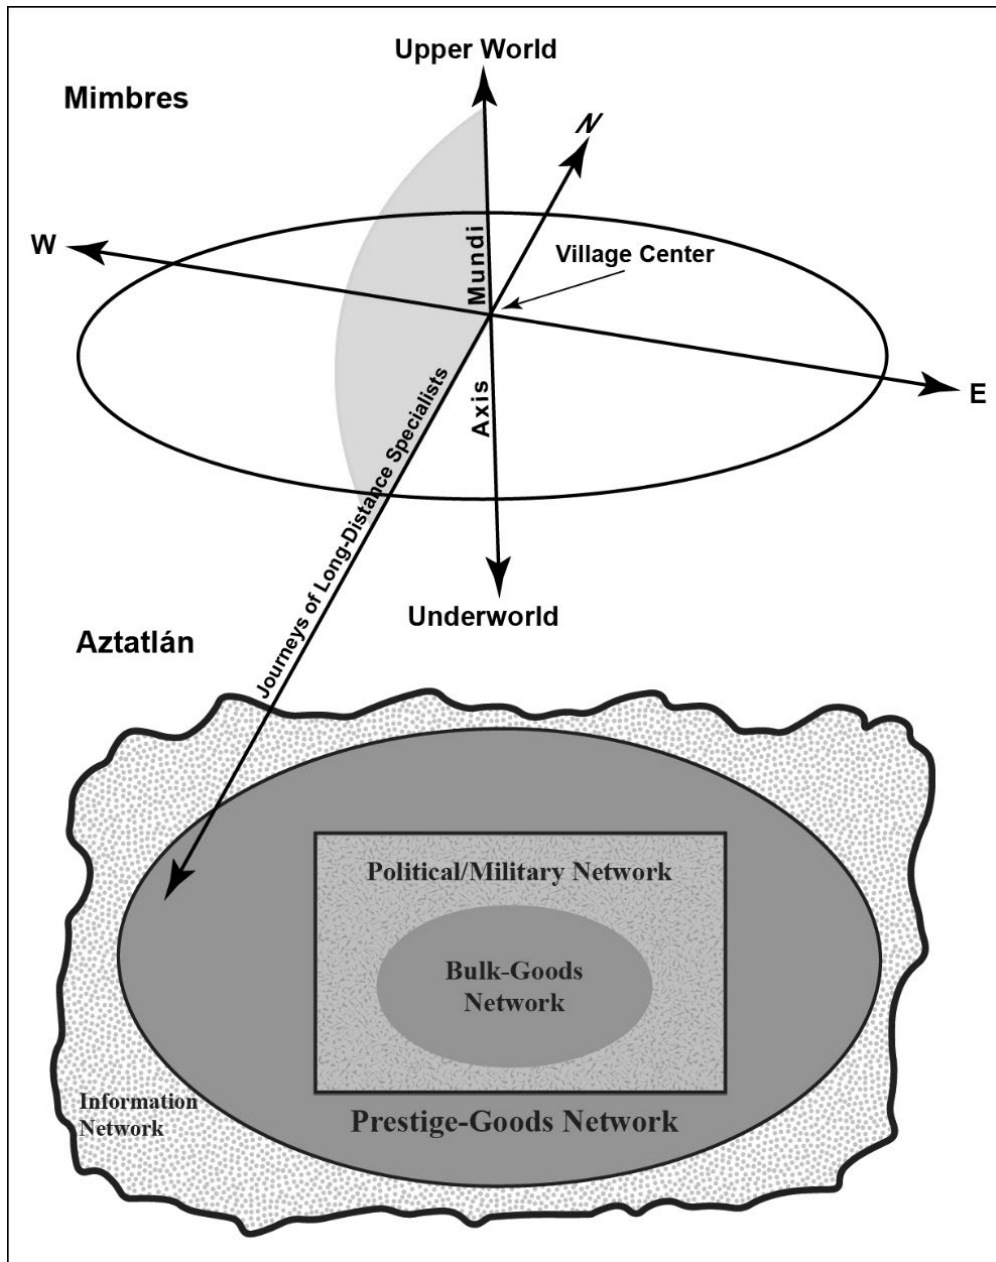 Upper World
Mimbres
N
W
Village Center
Mundi
Axis
E
Journeys of Long-Distance Specialists
Underworld
Aztatlán
Political/Military Network
Bulk-Goods
Network
Information
Network
Prestige-Goods Network